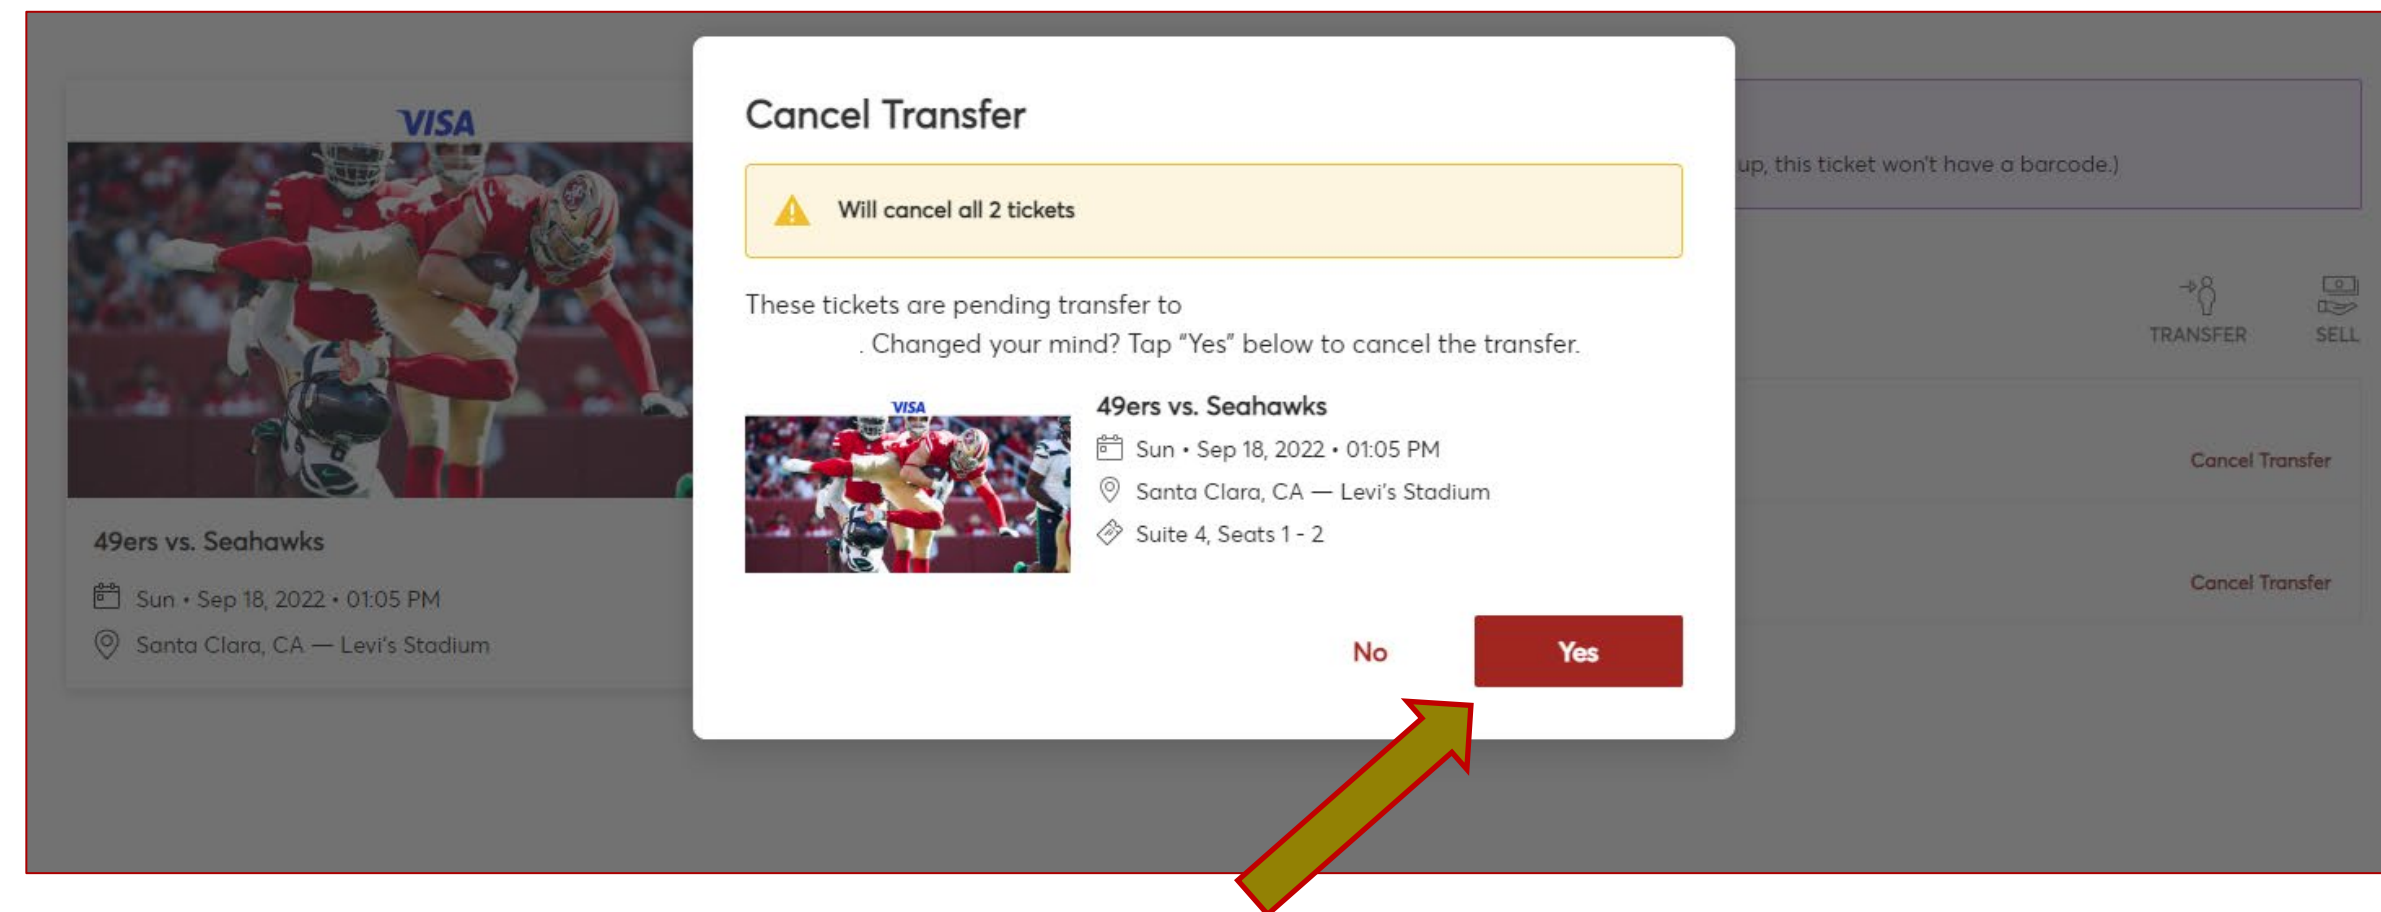 VISA
49ers vs. Seahawks
Sun • Sep 18, 2022 • 01:05 PM
Santa Clara, CA — Levi's Stadium
Cancel Transfer
Will cancel all 2 tickets
These tickets are pending transfer to
. Changed your mind? Tap "Yes" below to cancel the transfer.
VISA
49ers vs. Seahawks
Sun • Sep 18, 2022 • 01:05 PM
Santa Clara, CA — Levi's Stadium
Suite 4, Seats 1 - 2
No
Yes
up, this ticket won't have a barcode.)
TRANSFER
SELL
Cancel Transfer
Cancel Transfer